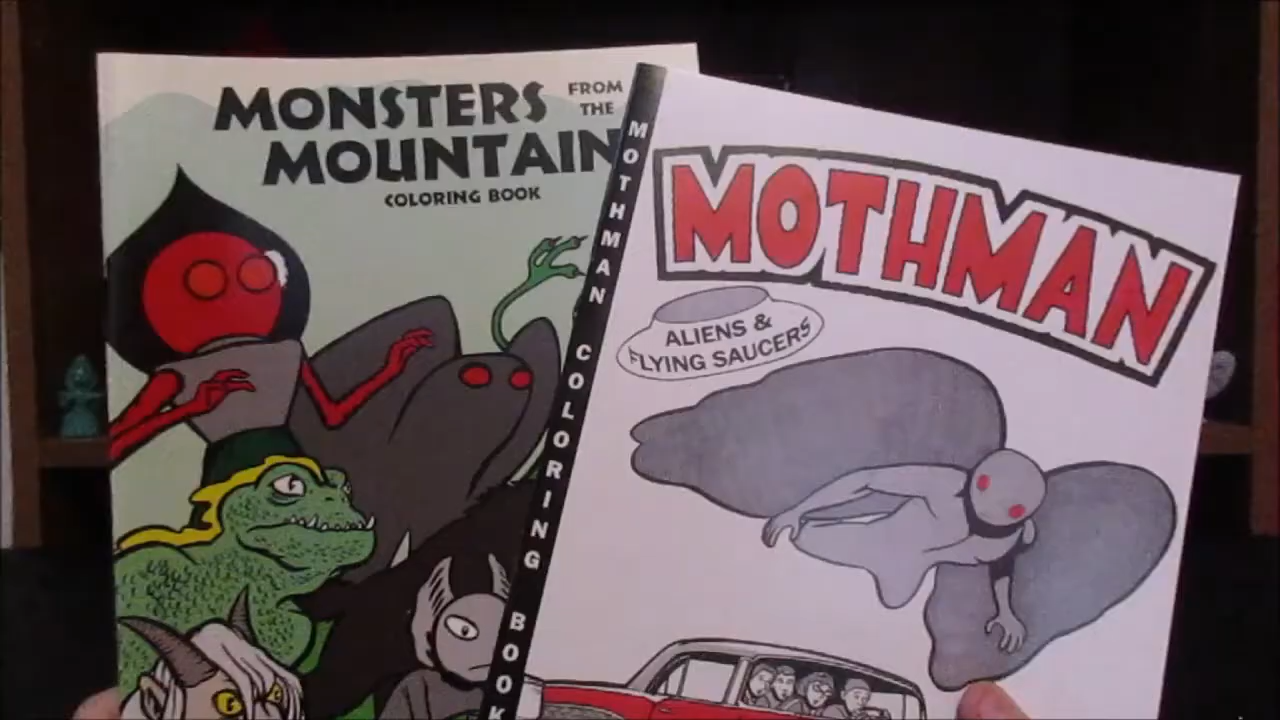 MONSTERS
FROM
THE
MOUNTAIN
COLORING BOOK
MOTHMAN COLORING BOOK
MOTHMAN
ALIENS &
FLYING SAUCERS